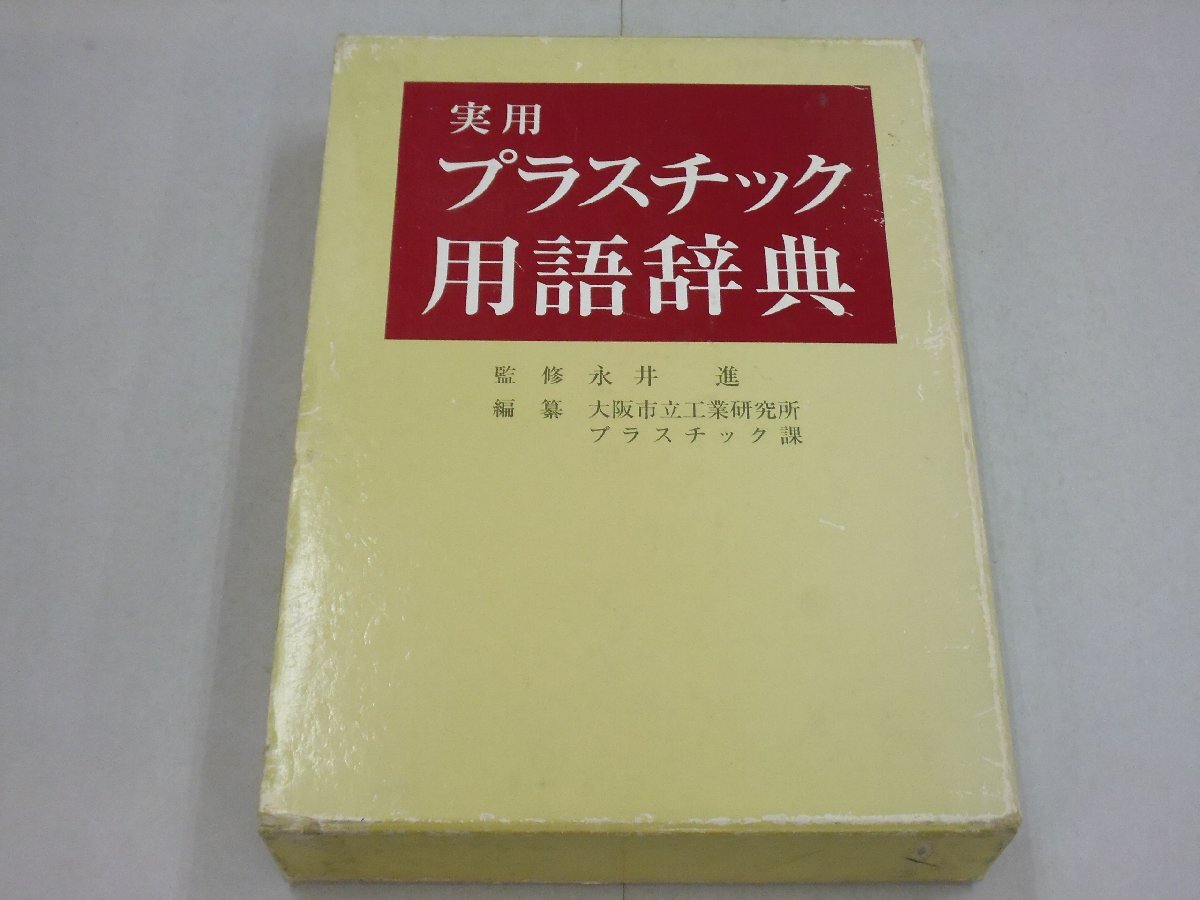 実用
プラスチック
用語辞典
監修 永井 進
編纂 大阪市立工業研究所
プラスチック課